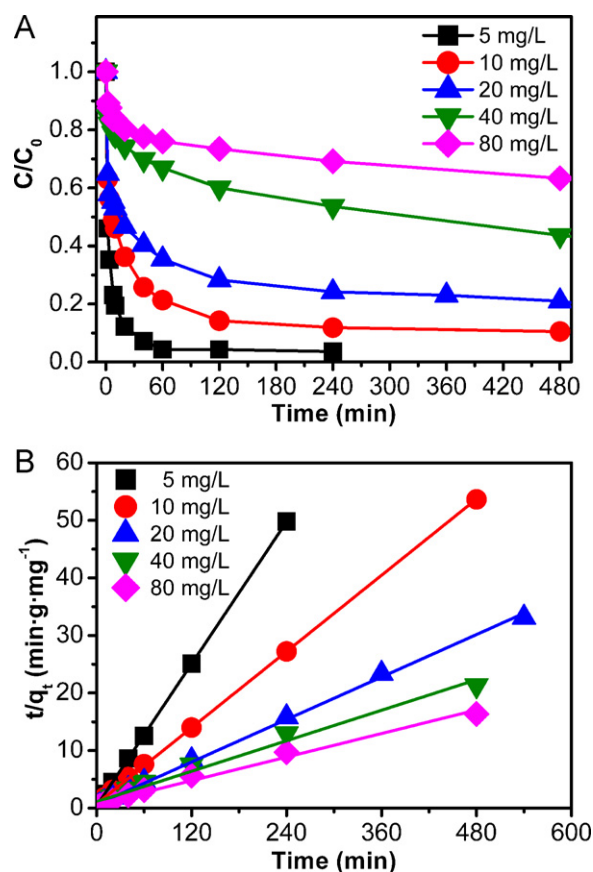 A
C/C0
1.0
0.8
0.6
0.4
0.2
0.0
5 mg/L
10 mg/L
20 mg/L
40 mg/L
80 mg/L
0 60 120 180 240 300 360 420 480
Time (min)
B
t/qt (min·g·mg-1)
60
50
40
30
20
10
0
5 mg/L
10 mg/L
20 mg/L
40 mg/L
80 mg/L
0 120 240 360 480 600
Time (min)